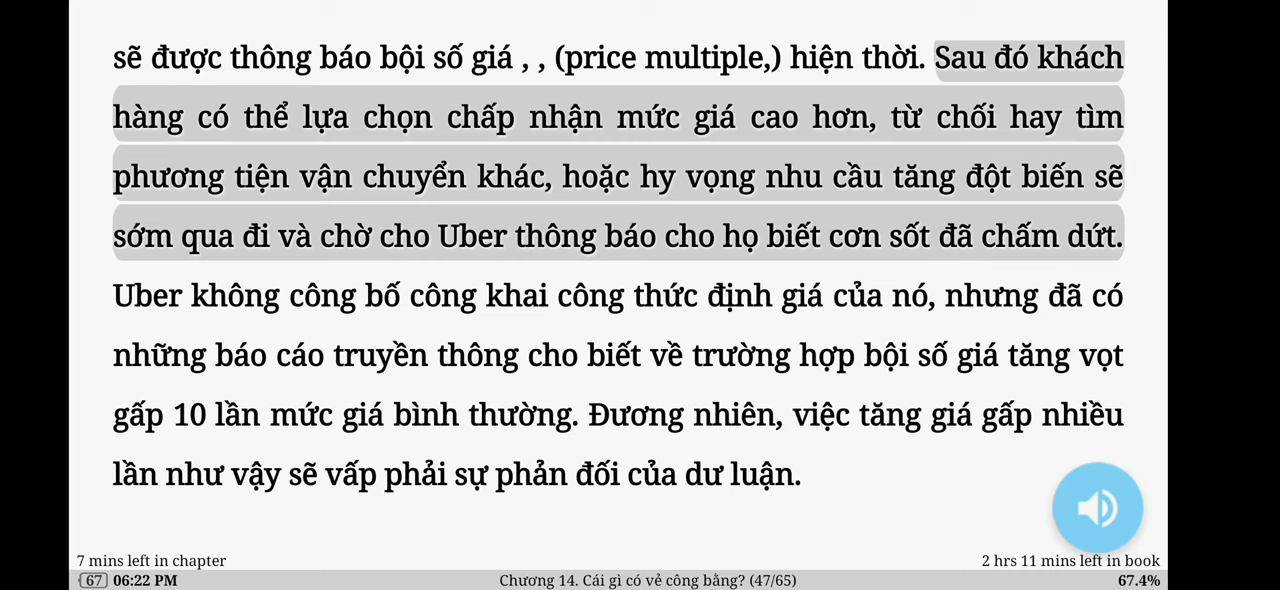 sẽ được thông báo bội số giá , , (price multiple,) hiện thời. Sau đó khách
hàng có thể lựa chọn chấp nhận mức giá cao hơn, từ chối hay tìm
phương tiện vận chuyển khác, hoặc hy vọng nhu cầu tăng đột biến sẽ
sớm qua đi và chờ cho Uber thông báo cho họ biết cơn sốt đã chấm dứt.
Uber không công bố công khai công thức định giá của nó, nhưng đã có
những báo cáo truyền thông cho biết về trường hợp bội số giá tăng vọt
gấp 10 lần mức giá bình thường. Đương nhiên, việc tăng giá gấp nhiều
lần như vậy sẽ vấp phải sự phản đối của dư luận.
7 mins left in chapter 2 hrs 11 mins left in book
67 06:22 PM Chương 14. Cái gì có vẻ công bằng? (47/65) 67.4%